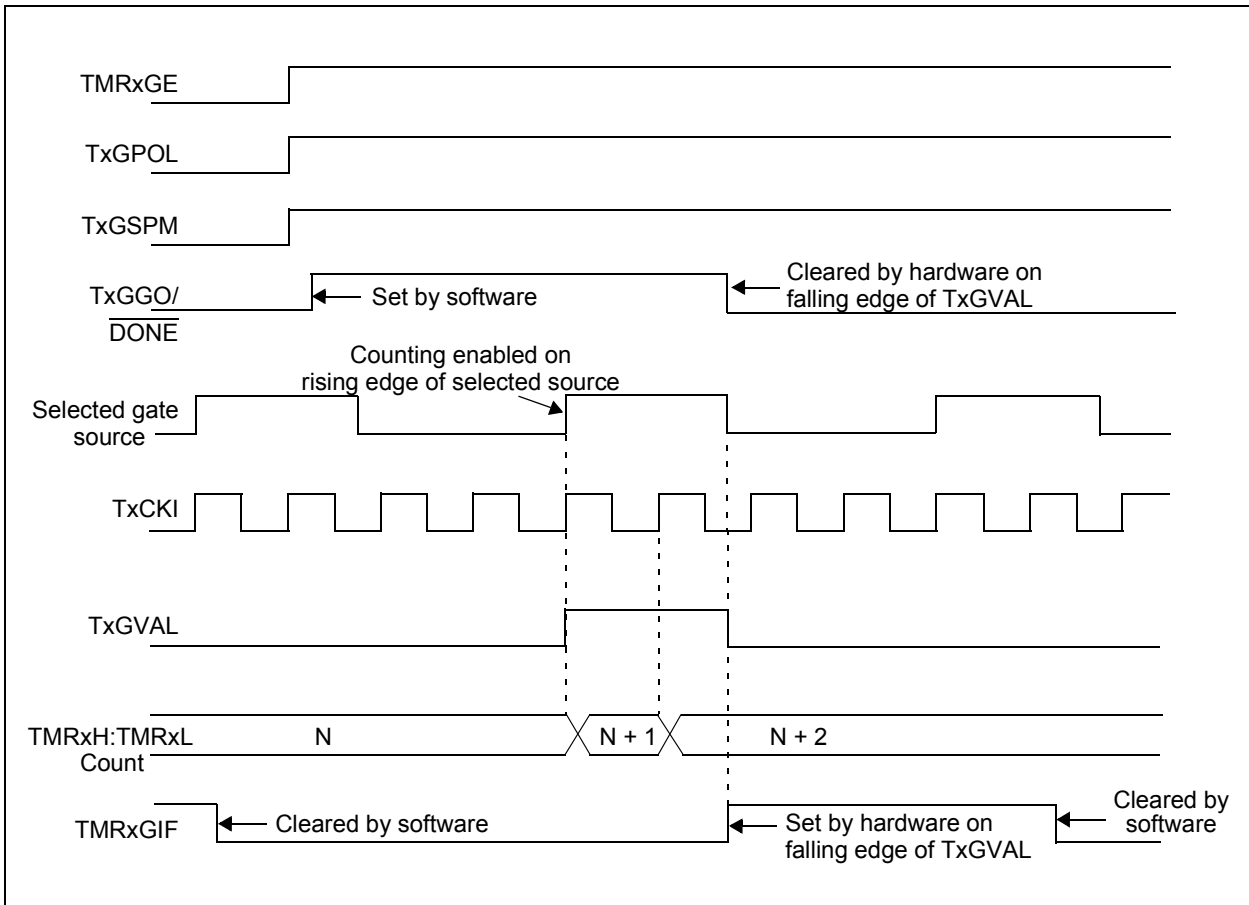 TMRxGE
TxGPOL
TxGSPM
TxGGO/
DONE
Set by software
Cleared by hardware on
falling edge of TxGVAL
Counting enabled on
rising edge of selected source
Selected gate
source
TxCKI
TxGVAL
TMRxH:TMRxL
Count
N
N + 1
N + 2
TMRxGIF
Cleared by software
Set by hardware on
falling edge of TxGVAL
Cleared by
software